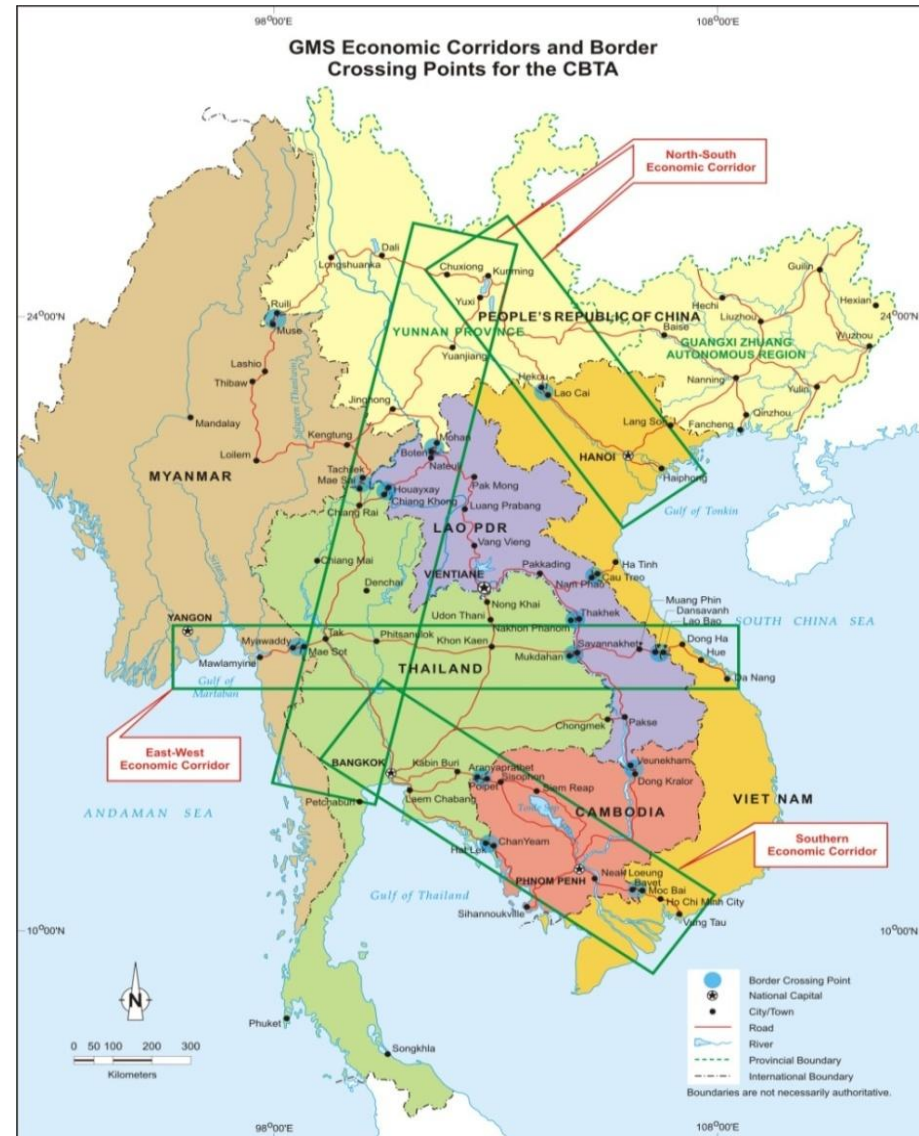 98°00'E
108°00'E
GMS Economic Corridors and Border
Crossing Points for the CBTA
North-South
Economic Corridor
Dali
Longshuanka
Chuxiong
Kunming
Guilin
Yuxi
Hechi
Hexian
Ruili
Liuzhou
24°00'N
PEOPLE'S REPUBLIC OF CHINA
24°00'N
Muse
YUNNAN PROVINCE
Baise
Wuzhou
GUANGXI ZHUANG
AUTONOMOUS REGION
Yuanjiang
Lashio
Thibaw
Hekou
Nanning
Yulin
Lao Cai
Jinghong
Mandalay
Salween (Thanlwin)
Lang Son
Fancheng
Qinzhou
Kengtung
Mohan
Boten
Loilem
HANOI
Nateuil
MYANMAR
Tachilek
Mae Sai
Haiphong
Houayxay
Pak Mong
Chiang Khong
Chiang Rai
Luang Prabang
Gulf of Tonkin
LAO PDR
Sittang
Vang Vieng
Chiang Mai
Ha Tinh
Pakkading
VIENTIANE
Nam Phao
Cau Treo
Denchai
Nong Khai
Muang Phin
Thakhek
Dansavanh
YANGON
Udon Thani
Lao Bao
Nakhon Phanom
SOUTH CHINA SEA
Myawaddy
Tak
Phitsanulok
Khon Kaen
Savannakhet
Dong Ha
Mae Sot
Hue
Mawlamyine
Mukdahan
THAILAND
Da Nang
Gulf of
Martaban
Chongmek
Pakse
East-West
Economic Corridor
BANGKOK
Kabin Buri
Aranyaprathet
Veunekham
Poipet
Sisophon
Dong Kralor
Siem Reap
Laem Chabang
Petchaburi
VIET NAM
Tonle Sap
CAMBODIA
ANDAMAN SEA
Hat Lek
ChanYeam
Southern
Economic Corridor
Neak Loeung
PHNOM PENH
Bavet
Moc Bai
Gulf of Thailand
Ho Chi Minh City
Sihannoukville
Vung Tau
10°00'N
10°00'N
N
Border Crossing Point
National Capital
City/Town
Phuket
Road
0 50 100 200 300
River
Songkhla
Provincial Boundary
Kilometers
International Boundary
Boundaries are not necessarily authoritative.
98°00'E
108°00'E